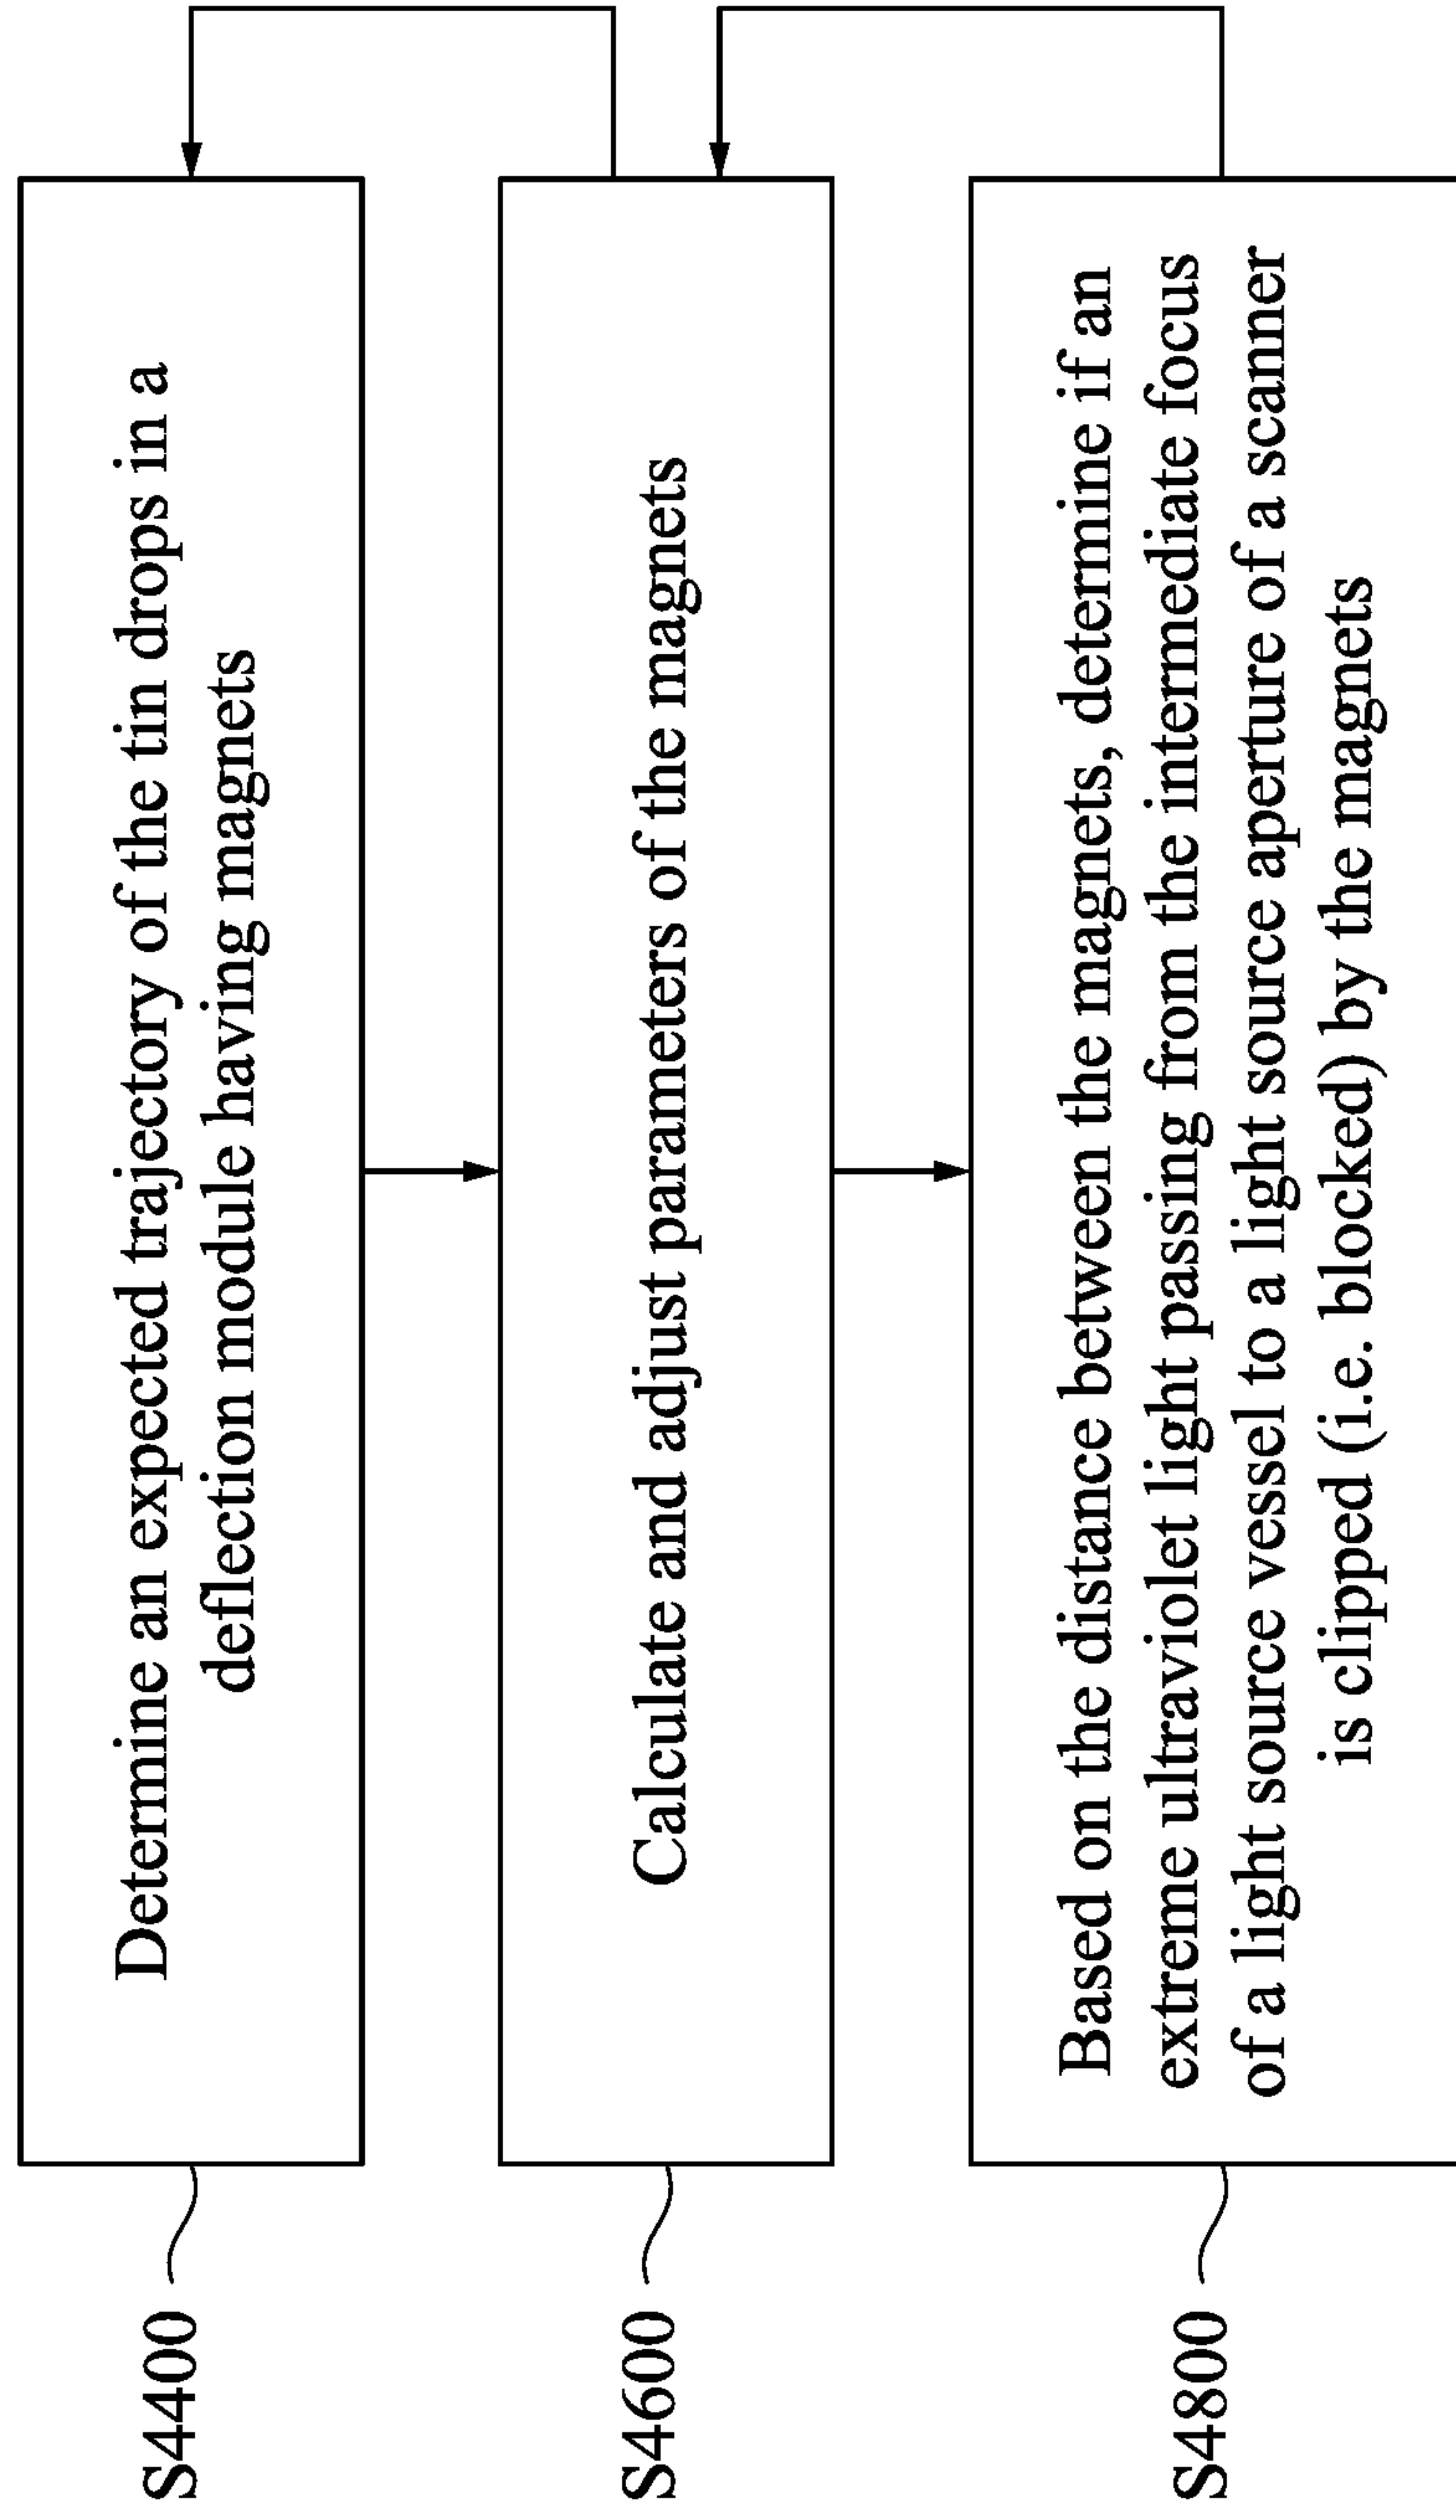 S4400
Determine an expected trajectory of the tin drops in a
deflection module having magnets
S4600
Calculate and adjust parameters of the magnets
S4800
Based on the distance between the magnets, determine if an
extreme ultraviolet light passing from the intermediate focus
of a light source vessel to a light source aperture of a scanner
is clipped (i.e. blocked) by the magnets